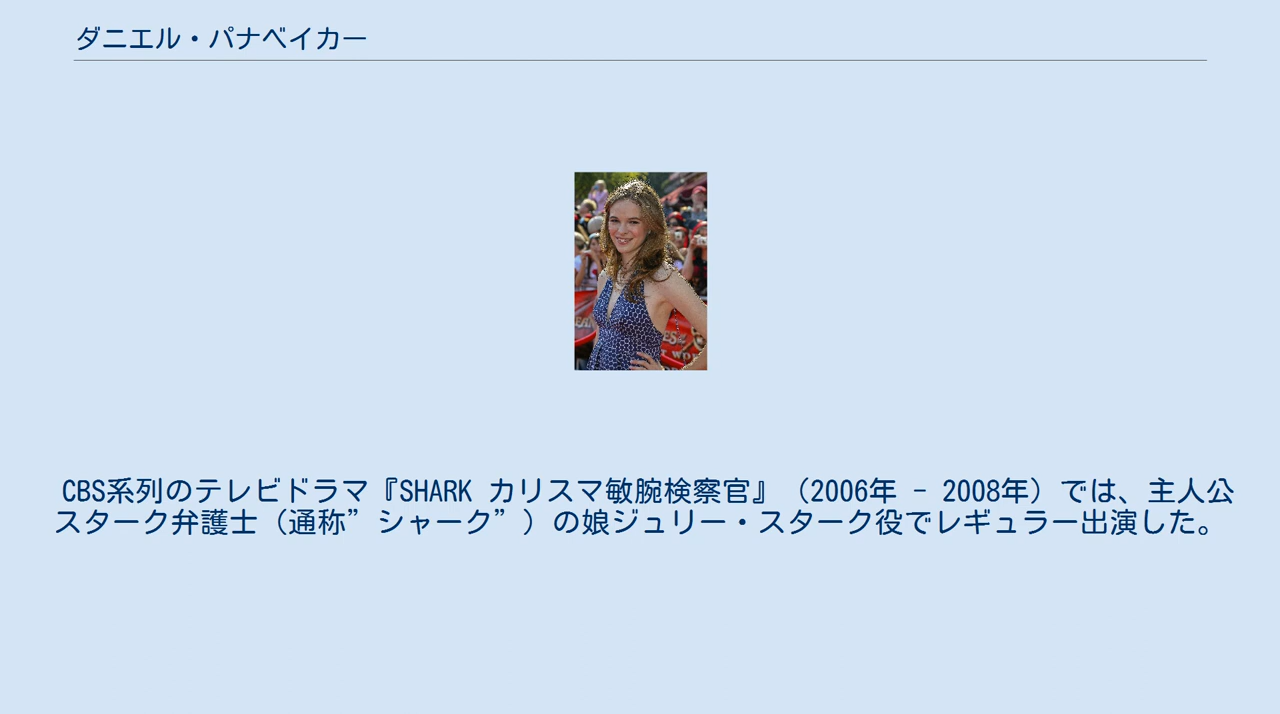 ダニエル・パナベイカー
CBS系列のテレビドラマ『SHARK カリスマ敏腕検察官』（2006年 - 2008年）では、主人公
スターク弁護士（通称”シャーク”）の娘ジュリー・スターク役でレギュラー出演した。